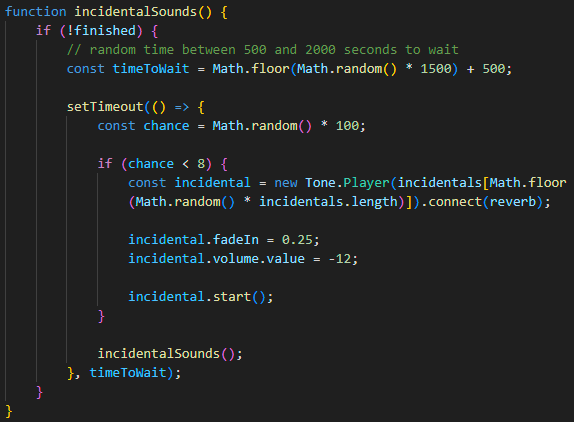 function incidentalSounds() {
if (!finished) {
// random time between 500 and 2000 seconds to wait
const timeToWait = Math.floor(Math.random() * 1500) + 500;
setTimeout(() => {
const chance = Math.random() * 100;
if (chance < 8) {
const incidental = new Tone.Player(incidentals[Math.floor
(Math.random() * incidentals.length)]).connect(reverb);
incidental.fadeIn = 0.25;
incidental.volume.value = -12;
incidental.start();
}
incidentalSounds();
}, timeToWait);
}
}